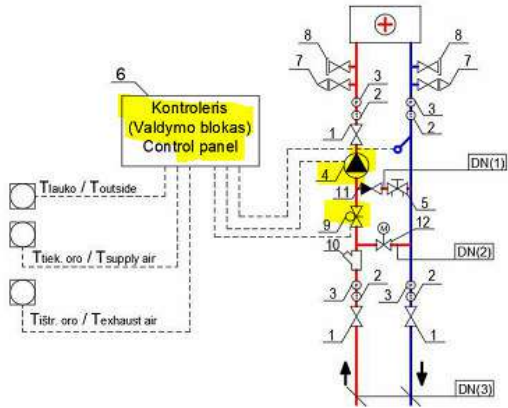 8
8
7
7
6
3
3
2
2
Kontroleris
(Valdymo blokas)
Control panel
1
4
DN(1)
11
5
Tlauko / Toutside
9
12
M
10
DN(2)
Ttiek. oro / Tsupply air
2
2
3
3
Tištr. oro / Texhaust air
1
1
DN(3)